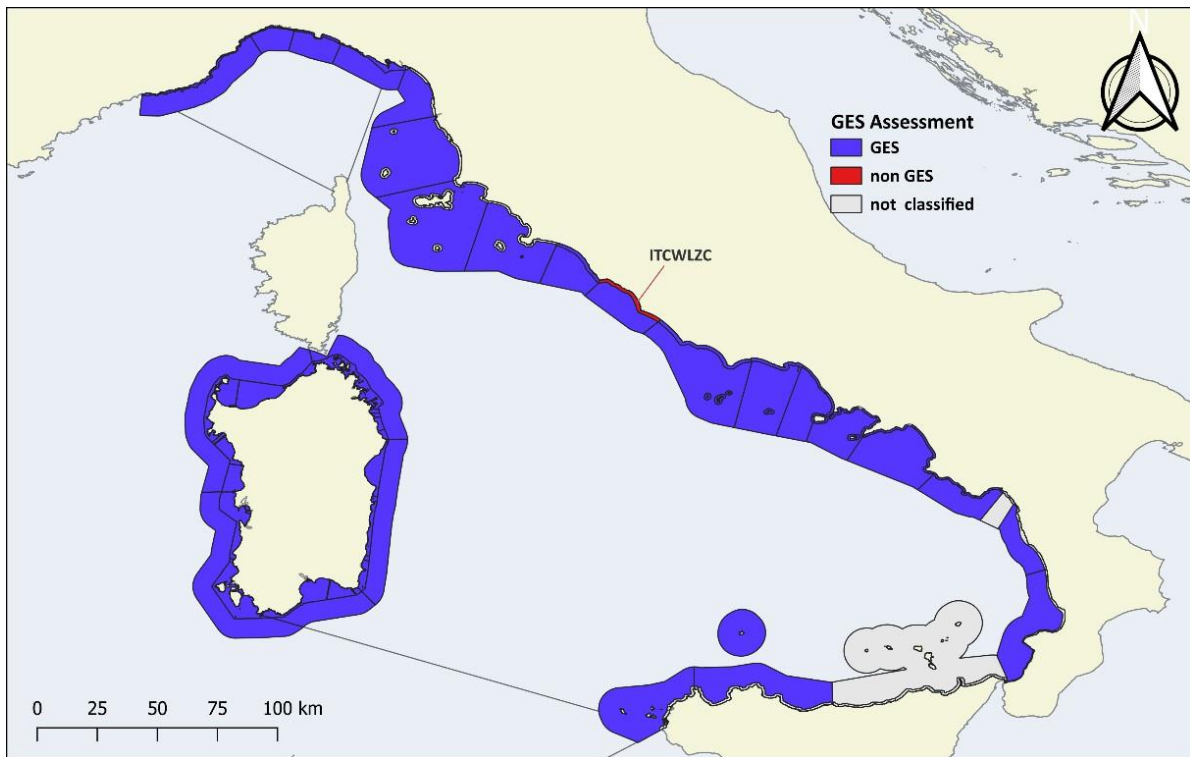 N
GES Assessment
GES
non GES
not classified
ITCWLZC
0 25 50 75 100 km